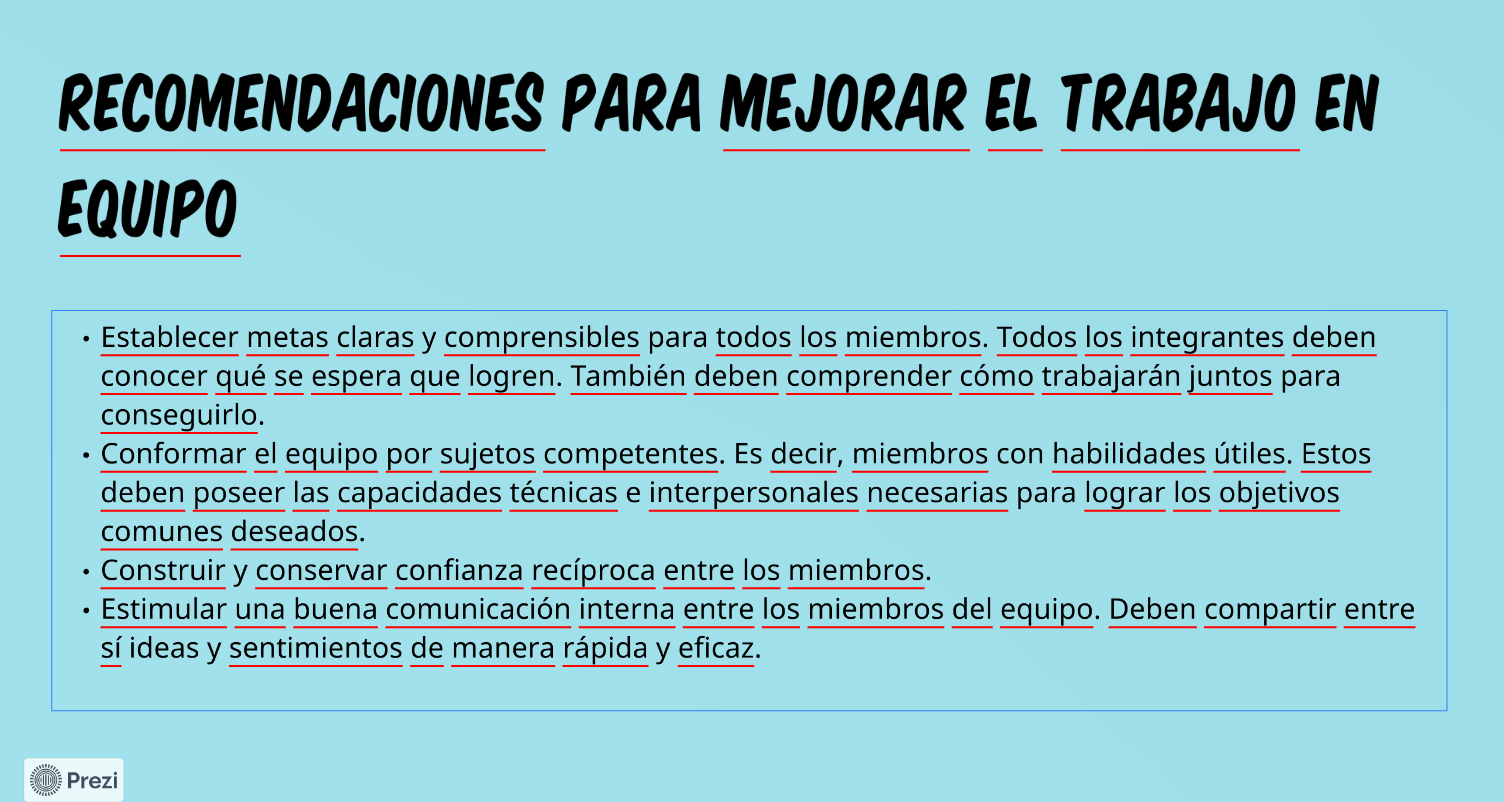 RECOMENDACIONES PARA MEJORAR EL TRABAJO EN
EQUIPO
• Establecer metas claras y comprensibles para todos los miembros. Todos los integrantes deben
conocer qué se espera que logren. También deben comprender cómo trabajarán juntos para
conseguirlo.
• Conformar el equipo por sujetos competentes. Es decir, miembros con habilidades útiles. Estos
deben poseer las capacidades técnicas e interpersonales necesarias para lograr los objetivos
comunes deseados.
• Construir y conservar confianza recíproca entre los miembros.
• Estimular una buena comunicación interna entre los miembros del equipo. Deben compartir entre
sí ideas y sentimientos de manera rápida y eficaz.
Prezi